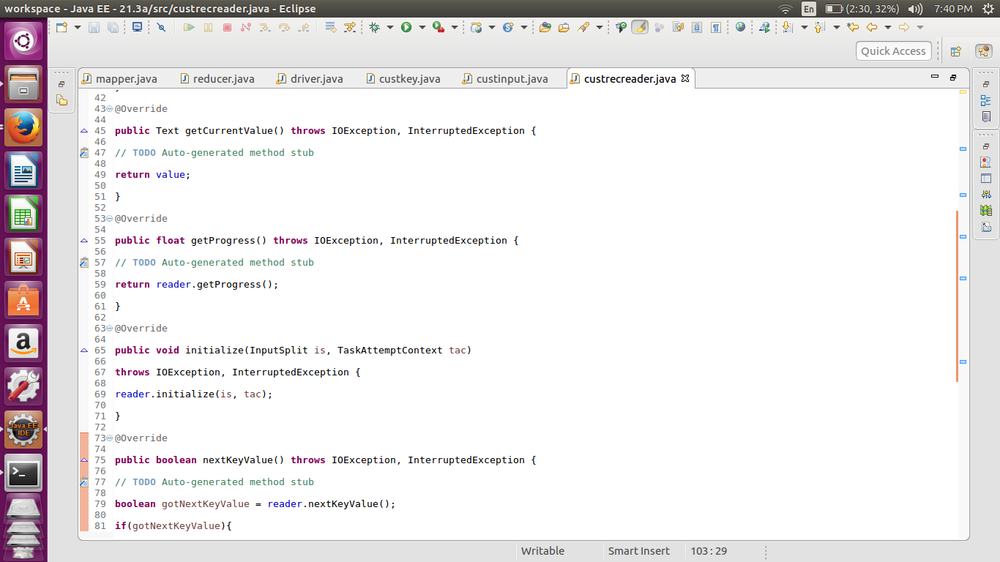 workspace - Java EE - 21.3a/src/custrecreader.java - Eclipse
En (2:30, 32%) 7:40 PM
Quick Access
mapper.java reducer.java driver.java custkey.java custinput.java custrecreader.java
42
43 @Override
44
45 public Text getCurrentValue() throws IOException, InterruptedException {
46
47 // TODO Auto-generated method stub
48
49 return value;
50
51 }
52
53 @Override
54
55 public float getProgress() throws IOException, InterruptedException {
56
57 // TODO Auto-generated method stub
58
59 return reader.getProgress();
60
61 }
62
63 @Override
64
65 public void initialize(InputSplit is, TaskAttemptContext tac)
66
67 throws IOException, InterruptedException {
68
69 reader.initialize(is, tac);
70
71 }
72
73 @Override
74
75 public boolean nextKeyValue() throws IOException, InterruptedException {
76
77 // TODO Auto-generated method stub
78
79 boolean gotNextKeyValue = reader.nextKeyValue();
80
81 if(gotNextKeyValue){
Java EE
IDE
Writable Smart Insert 103 : 29